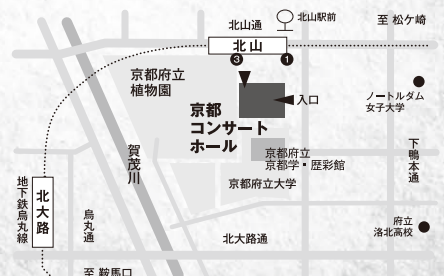 北山通
北山駅前
至 松ケ崎
北山
3
1
京都府立
植物園
入口
ノートルダム
女子大学
京都
コンサート
ホール
賀茂川
京都府立
京都学・歴彩館
下鴨本通
京都府立大学
地下鉄烏丸線
北大路
烏丸通
府立
洛北高校
北大路通
至 鞍馬口